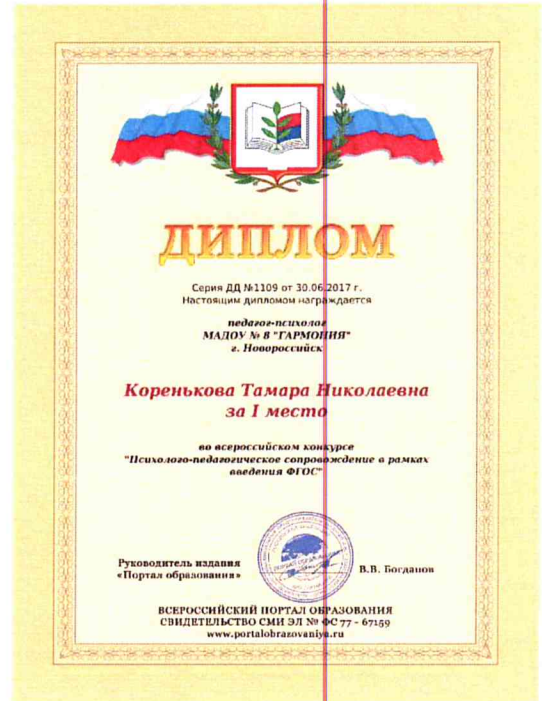 ДИПЛОМ
Серия ДД №1109 от 30.06.2017 г.
Настоящим дипломом награждается
педагог-психолог
МАДОУ № 8 "ГАРМОНИЯ"
г. Новороссийск
Коренькова Тамара Николаевна
за I место
во всероссийском конкурсе
"Психолого-педагогическое сопровождение в рамках
введения ФГОС"
Руководитель издания
«Портал образования»
В.В. Богданов
ВСЕРОССИЙСКИЙ ПОРТАЛ ОБРАЗОВАНИЯ
СВИДЕТЕЛЬСТВО СМИ ЭЛ № ФС 77 - 67159
www.portalobrazovaniya.ru